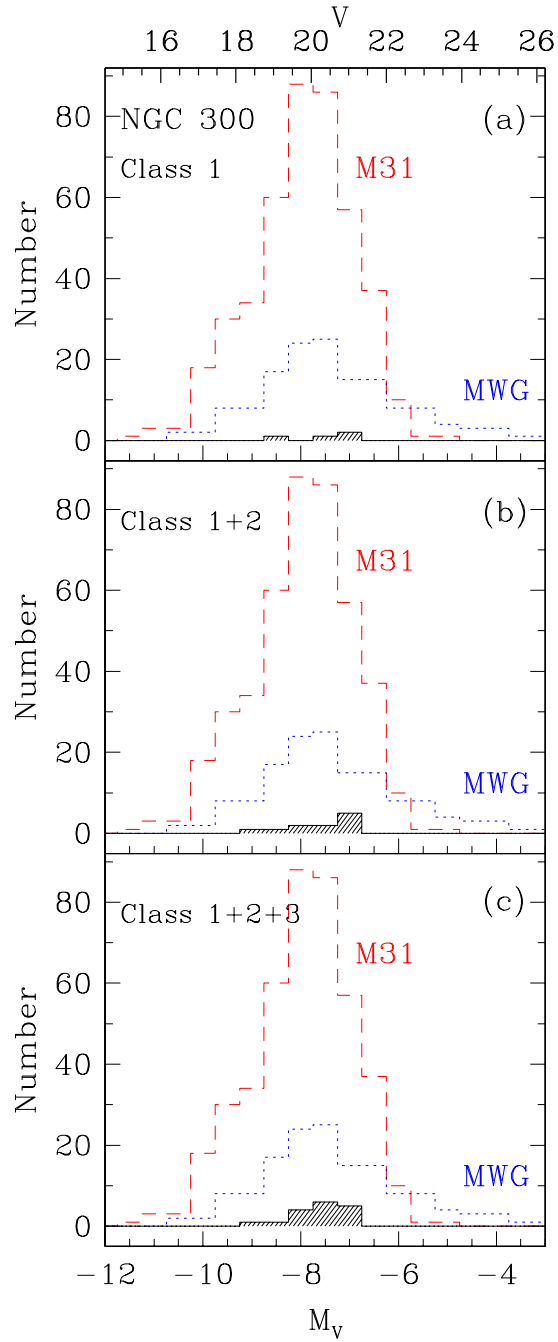 V
16 18 20 22 24 26
NGC 300
(a)
Class 1
M31
MWG
Number
80
60
40
20
0
(b)
Class 1+2
M31
MWG
Number
80
60
40
20
0
(c)
Class 1+2+3
M31
MWG
Number
80
60
40
20
0
−12 −10 −8 −6 −4
M_V